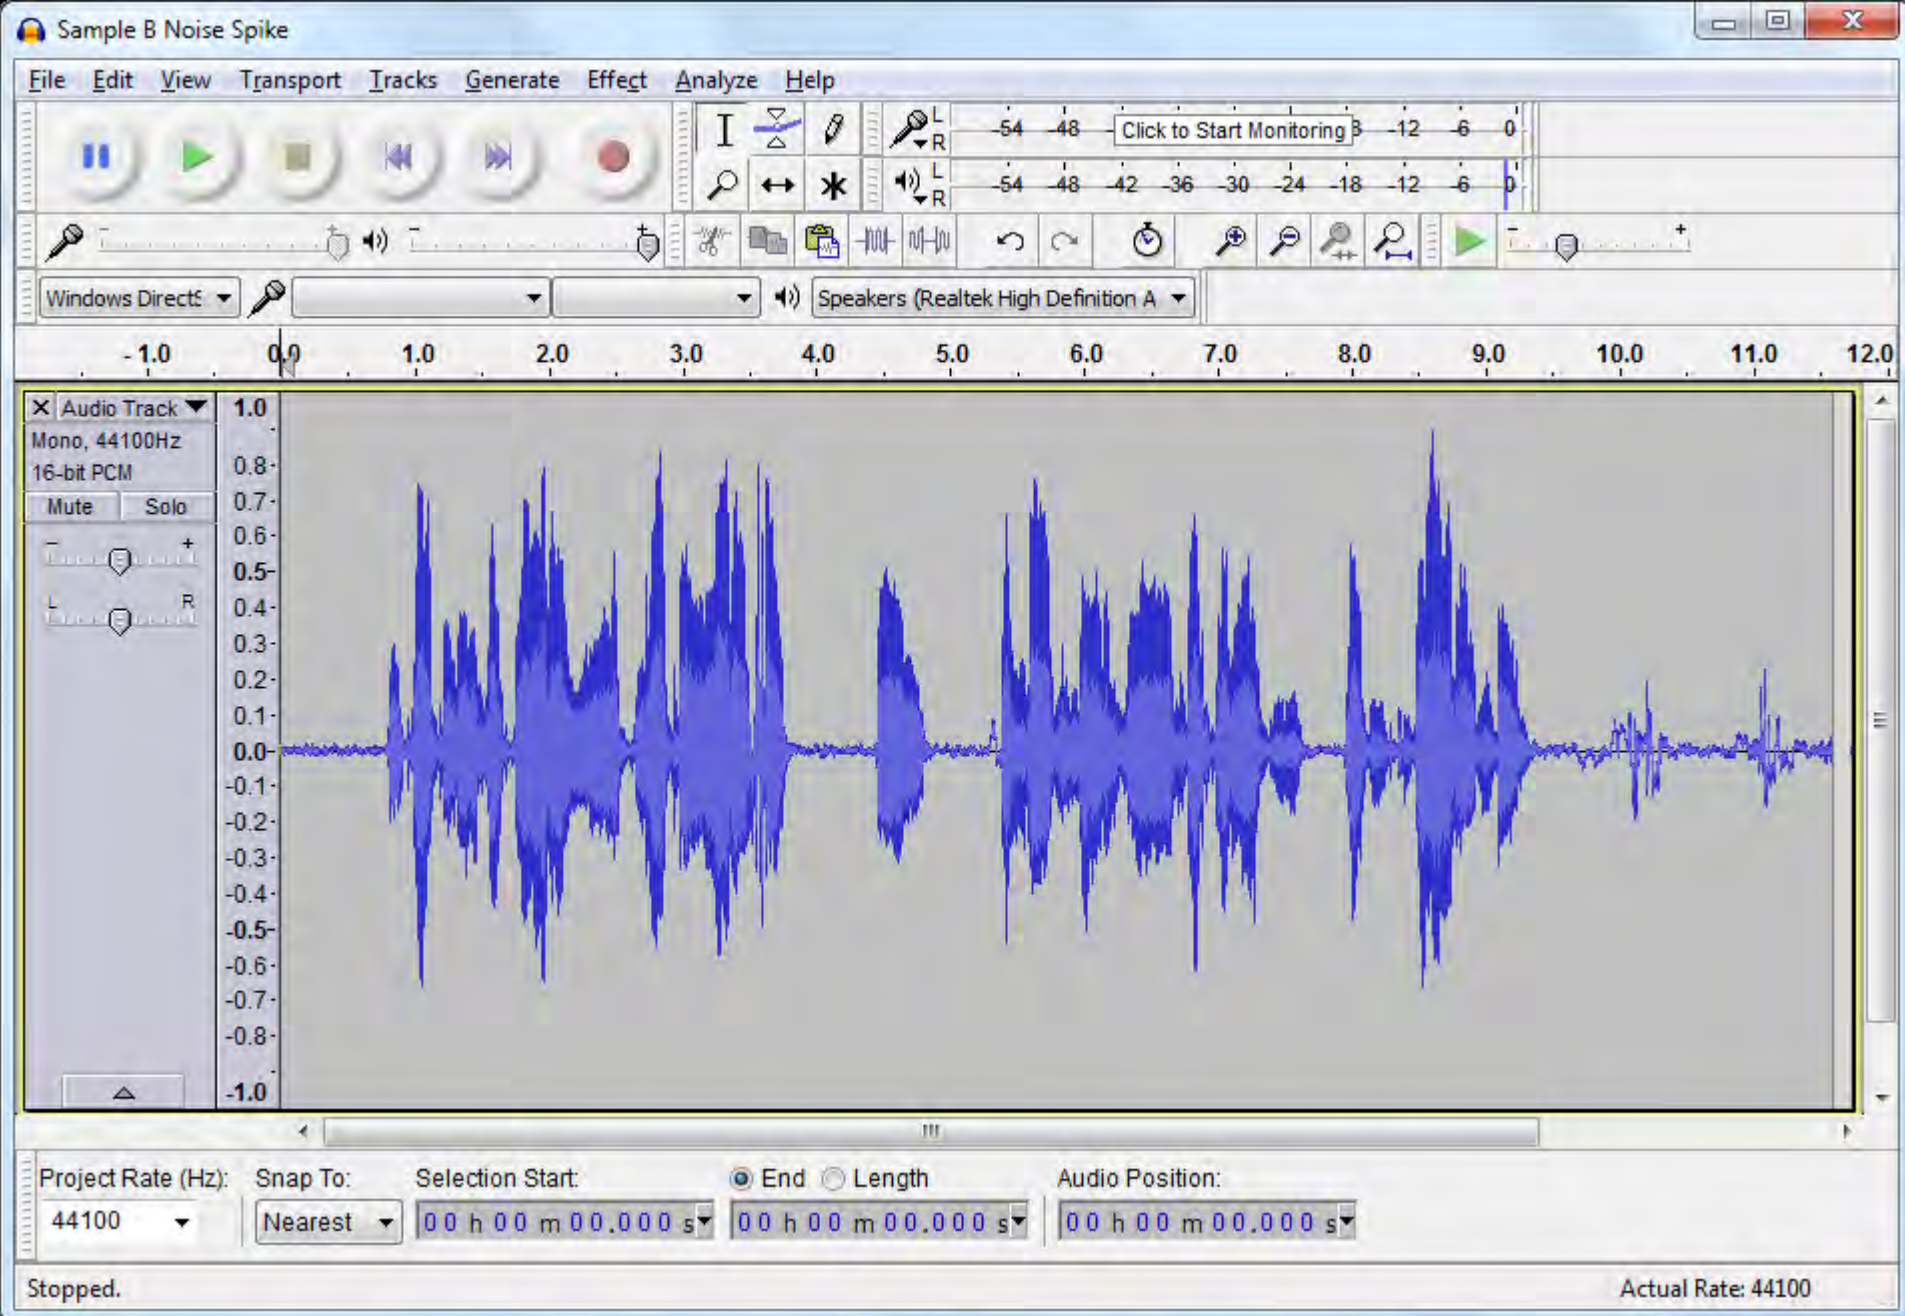 Sample B Noise Spike
File Edit View Transport Tracks Generate Effect Analyze Help
L
R
-54 -48 Click to Start Monitoring -12 -6 0
L
R
-54 -48 -42 -36 -30 -24 -18 -12 -6 0
- +
- +
- +
Windows DirectS
Speakers (Realtek High Definition A
- 1.0 0.0 1.0 2.0 3.0 4.0 5.0 6.0 7.0 8.0 9.0 10.0 11.0 12.0
Audio Track
Mono, 44100Hz
16-bit PCM
Mute Solo
- +
L R
1.0
0.8
0.7
0.6
0.5
0.4
0.3
0.2
0.1
0.0
-0.1
-0.2
-0.3
-0.4
-0.5
-0.6
-0.7
-0.8
-1.0
Project Rate (Hz): Snap To: Selection Start: End Length Audio Position:
44100 Nearest 00 h 00 m 00.000 s 00 h 00 m 00.000 s 00 h 00 m 00.000 s
Stopped. Actual Rate: 44100